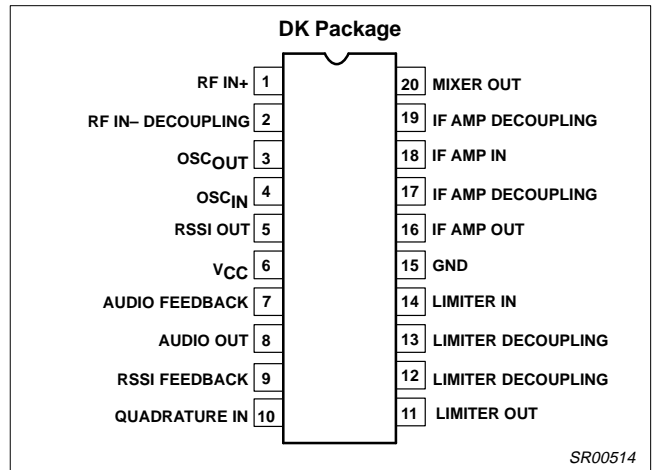 DK Package
RF IN+ 1
RF IN– DECOUPLING 2
OSCOUT 3
OSCIN 4
RSSI OUT 5
VCC 6
AUDIO FEEDBACK 7
AUDIO OUT 8
RSSI FEEDBACK 9
QUADRATURE IN 10
20 MIXER OUT
19 IF AMP DECOUPLING
18 IF AMP IN
17 IF AMP DECOUPLING
16 IF AMP OUT
15 GND
14 LIMITER IN
13 LIMITER DECOUPLING
12 LIMITER DECOUPLING
11 LIMITER OUT
SR00514